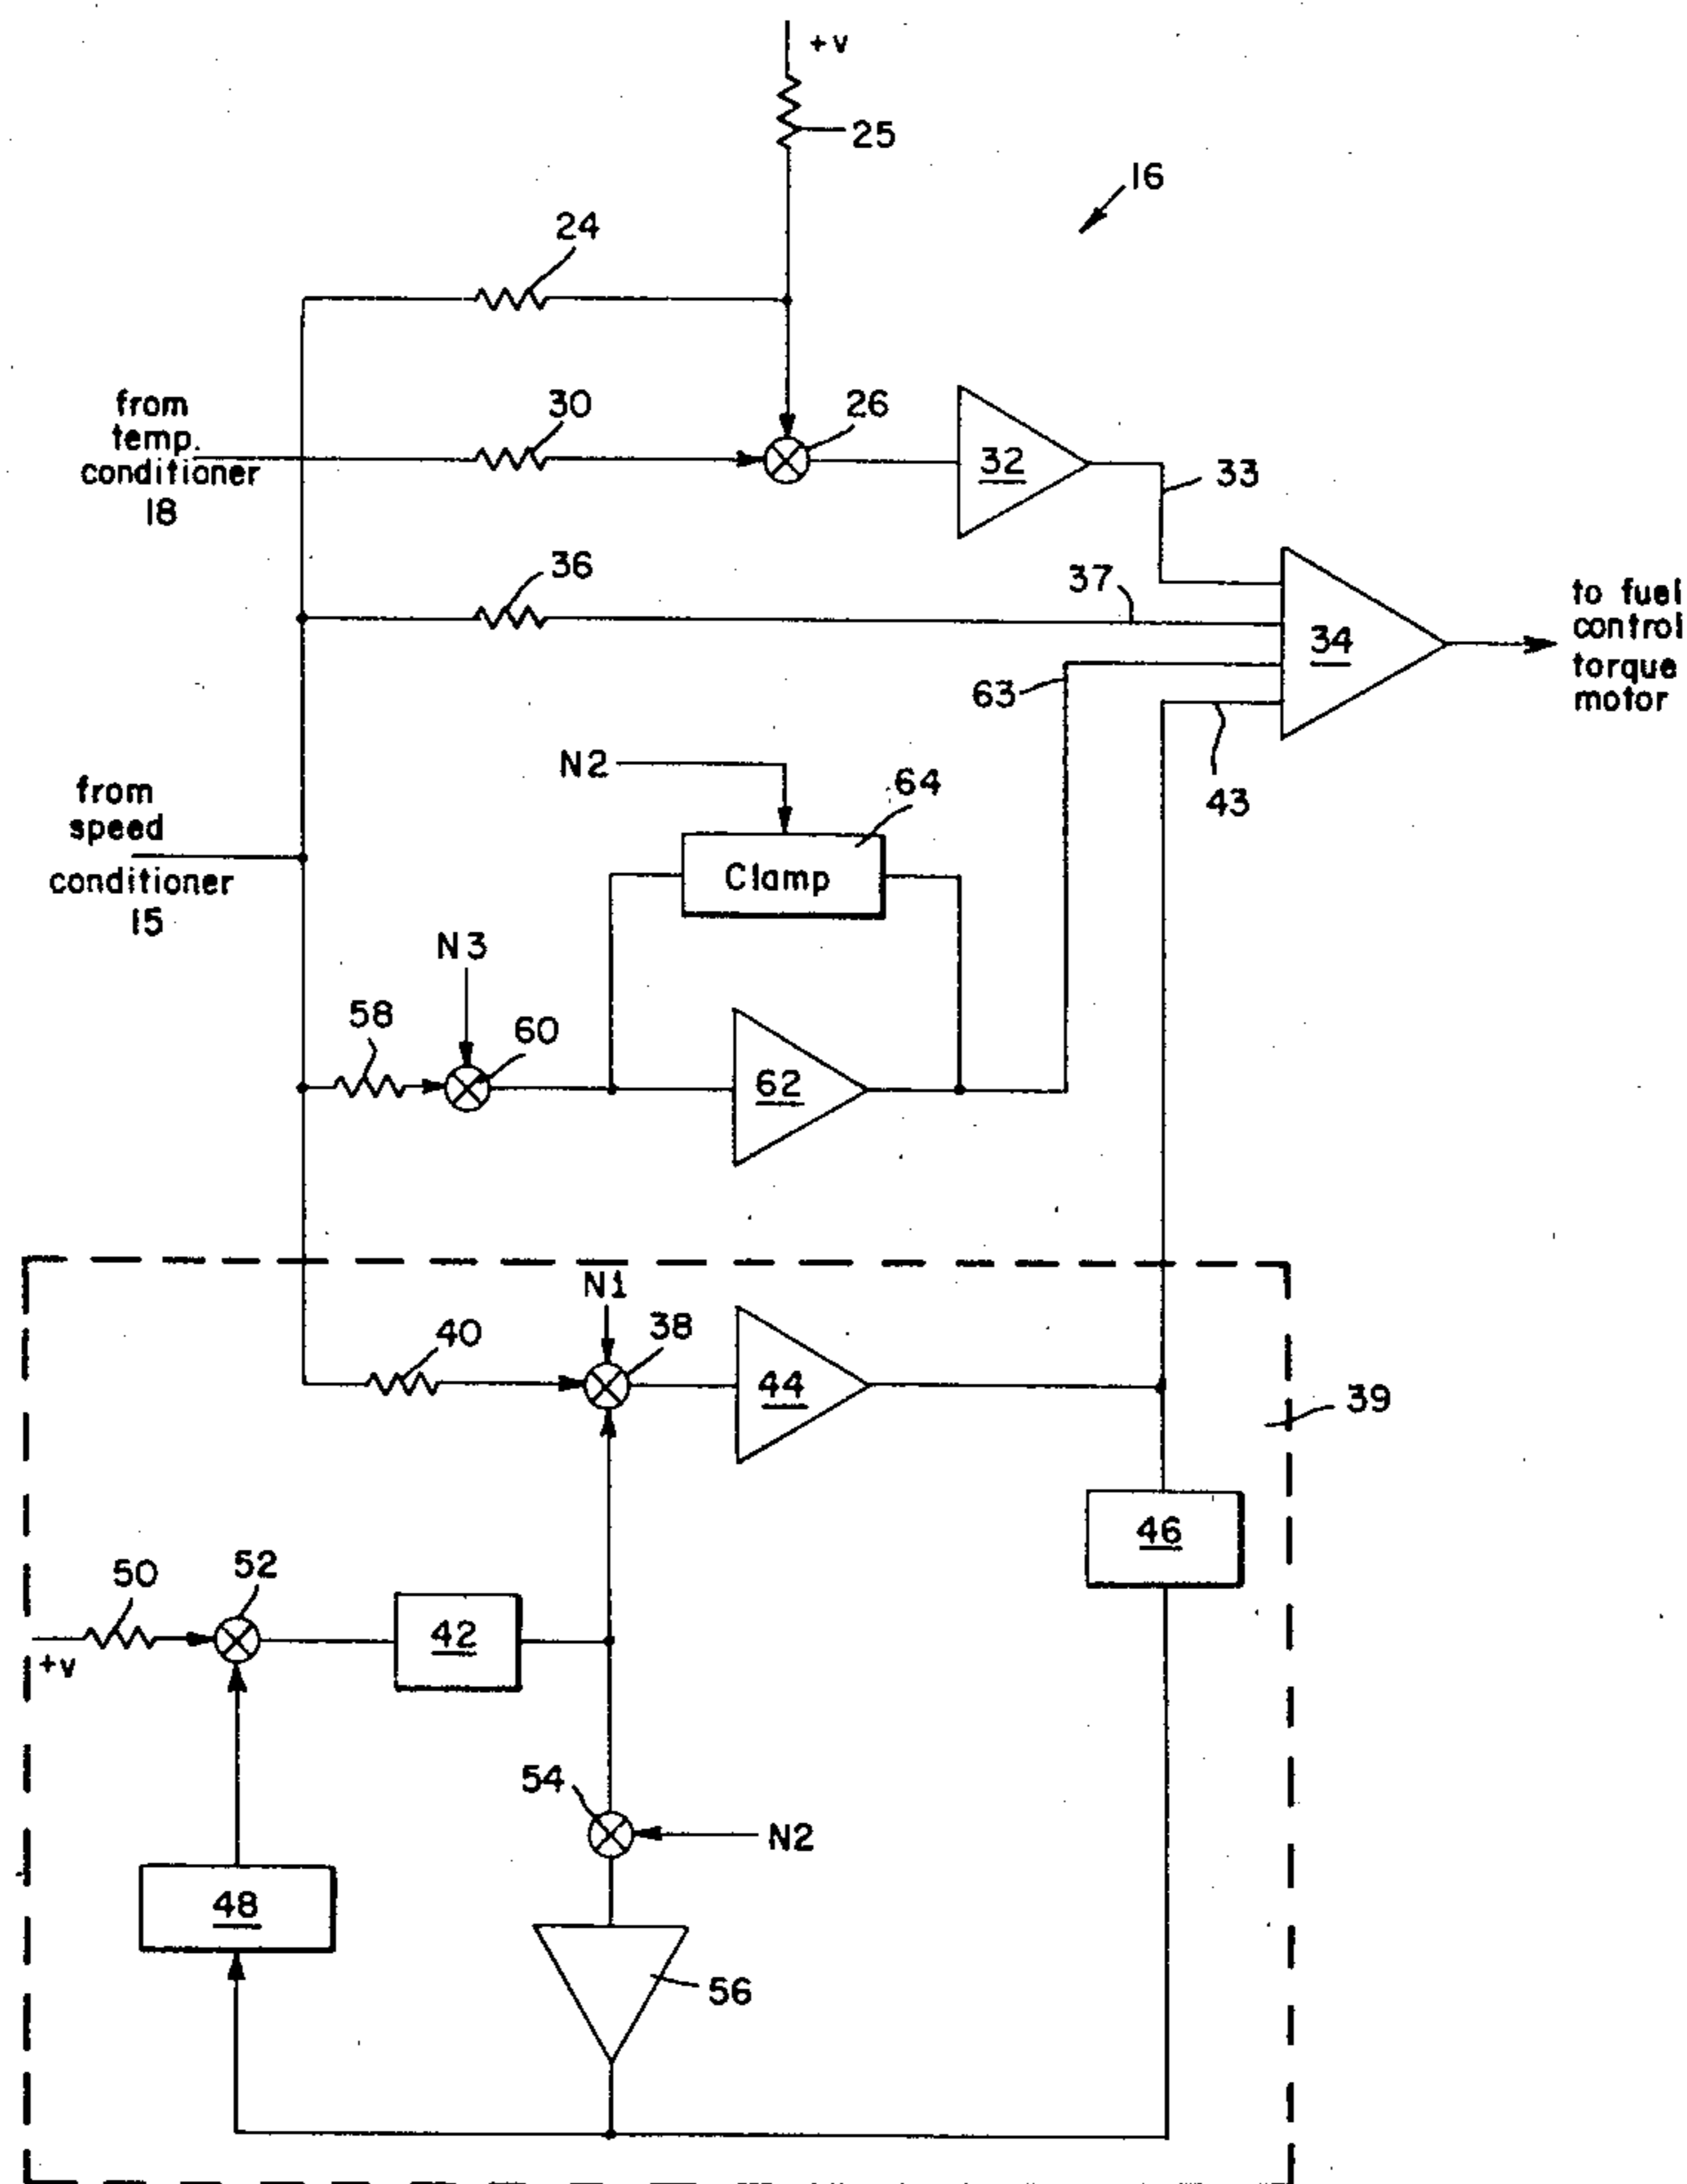 +v
25
16
24
from
temp.
conditioner
18
30
26
32
33
36
37
34
to fuel
control
torque
motor
63
43
N2
64
Clamp
from
speed
conditioner
15
N3
58
60
62
N1
40
38
44
39
46
50
52
42
+v
54
N2
48
56